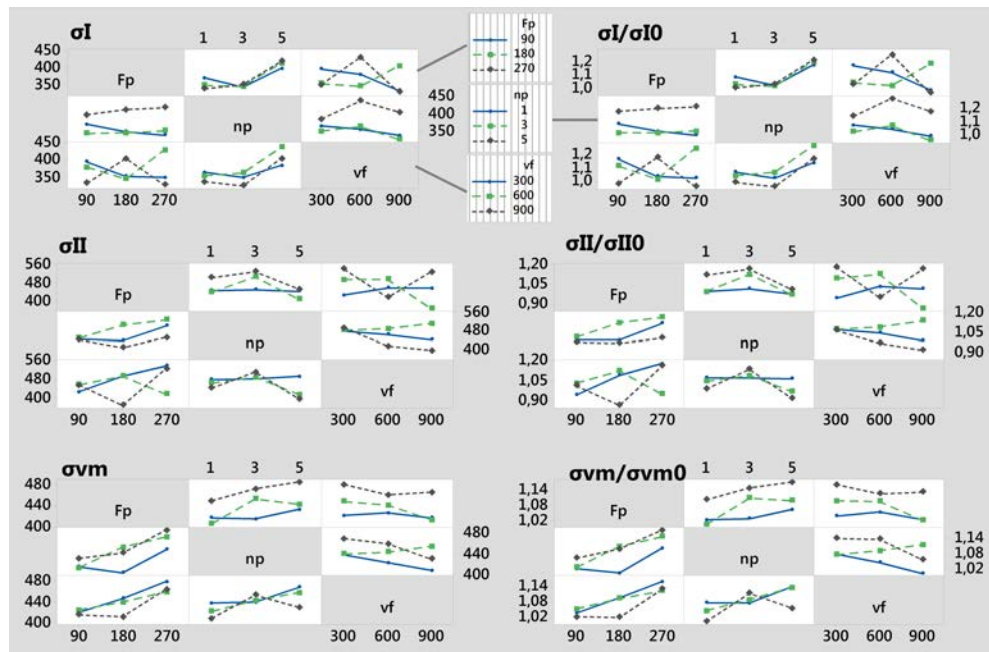 σI
1 3 5
450
400
350
Fp
np
450
400
350
450
400
350
vf
90 180 270
300 600 900
Fp
90
180
270
np
1
3
5
vf
300
600
900
σI/σI0
1 3 5
1,2
1,1
1,0
Fp
np
1,2
1,1
1,0
1,2
1,1
1,0
vf
90 180 270
300 600 900
σII
1 3 5
560
480
400
Fp
np
560
480
400
560
480
400
vf
90 180 270
300 600 900
σII/σII0
1 3 5
1,20
1,05
0,90
Fp
np
1,20
1,05
0,90
1,20
1,05
0,90
vf
90 180 270
300 600 900
σvm
1 3 5
480
440
400
Fp
np
480
440
400
480
440
400
vf
90 180 270
300 600 900
σvm/σvm0
1 3 5
1,14
1,08
1,02
Fp
np
1,14
1,08
1,02
1,14
1,08
1,02
vf
90 180 270
300 600 900